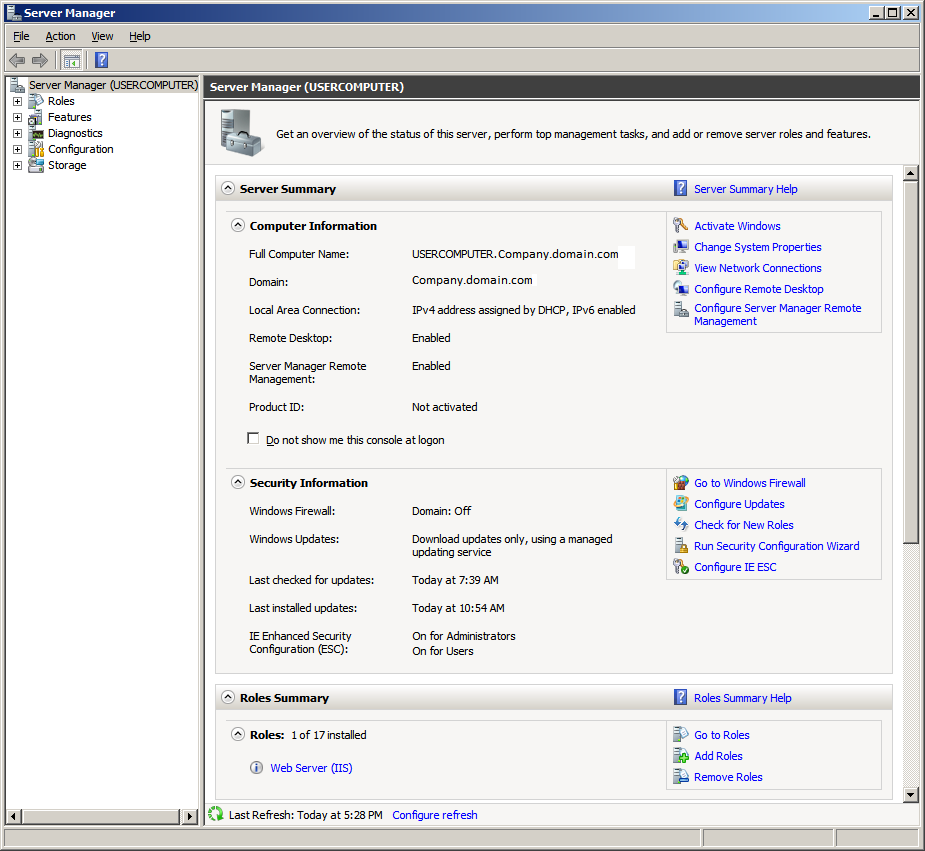 Server Manager
File Action View Help
Server Manager (USERCOMPUTER)
Roles
Features
Diagnostics
Configuration
Storage
Server Manager (USERCOMPUTER)
Get an overview of the status of this server, perform top management tasks, and add or remove server roles and features.
Server Summary
Server Summary Help
Computer Information
Full Computer Name: USERCOMPUTER.Company.domain.com
Domain: Company.domain.com
Local Area Connection: IPv4 address assigned by DHCP, IPv6 enabled
Remote Desktop: Enabled
Server Manager Remote Enabled
Management:
Product ID: Not activated
Do not show me this console at logon
Activate Windows
Change System Properties
View Network Connections
Configure Remote Desktop
Configure Server Manager Remote
Management
Security Information
Windows Firewall: Domain: Off
Windows Updates: Download updates only, using a managed
updating service
Last checked for updates: Today at 7:39 AM
Last installed updates: Today at 10:54 AM
IE Enhanced Security On for Administrators
Configuration (ESC): On for Users
Go to Windows Firewall
Configure Updates
Check for New Roles
Run Security Configuration Wizard
Configure IE ESC
Roles Summary
Roles Summary Help
Roles: 1 of 17 installed
Web Server (IIS)
Go to Roles
Add Roles
Remove Roles
Last Refresh: Today at 5:28 PM Configure refresh